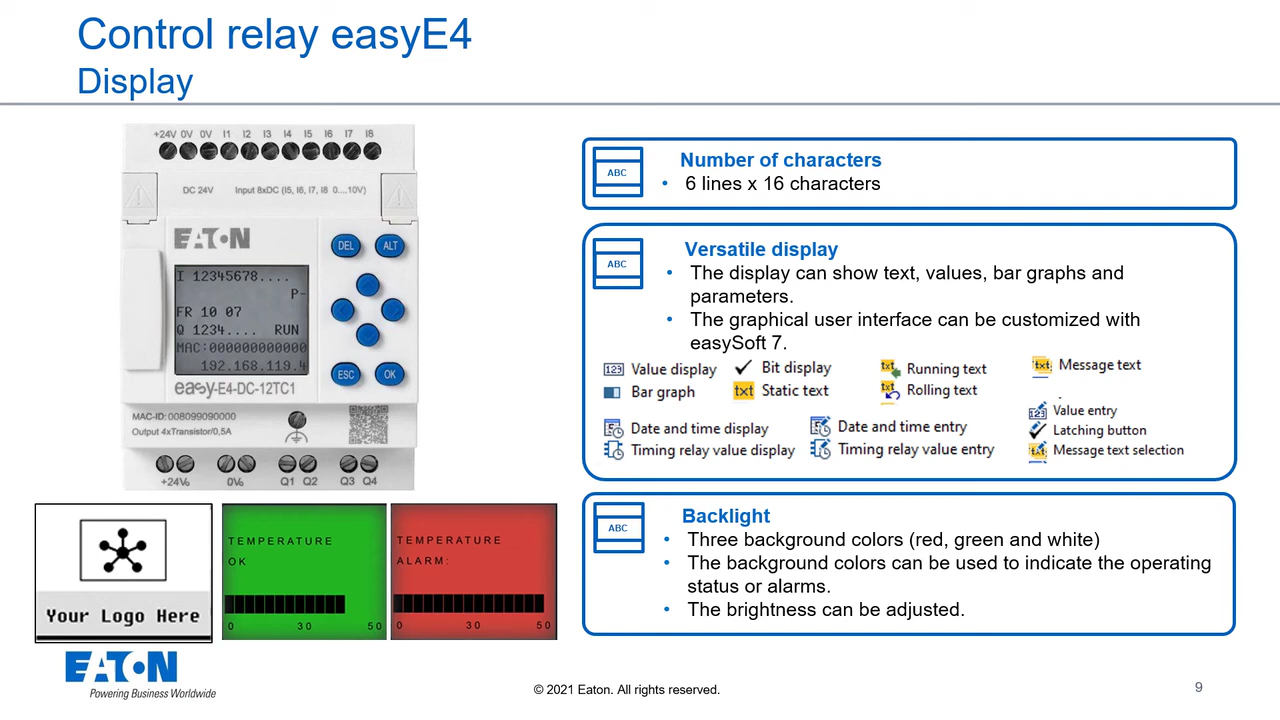 Control relay easyE4
Display
+24V 0V 0V I1 I2 I3 I4 I5 I6 I7 I8
DC 24V Input 8xDC (I5, I6, I7, I8 0....10V)
EATON
DEL ALT
I 12345678....
P-
FR 10 07
Q 1234.... RUN
MAC:000000000000
192.168.119.4
ESC OK
easy-E4-DC-12TC1
MAC-ID: 008099090000
Output 4xTransistor/0,5A
+24VQ 0VQ Q1 Q2 Q3 Q4
Your Logo Here
TEMPERATURE
OK
0 30 50
TEMPERATURE
ALARM:
0 30 50
ABC
Number of characters
• 6 lines x 16 characters
ABC
Versatile display
• The display can show text, values, bar graphs and
parameters.
• The graphical user interface can be customized with
easySoft 7.
123 Value display
Bit display
txt Running text
txt Message text
Bar graph
txt Static text
txt Rolling text
Date and time display
Date and time entry
123 Value entry
Latching button
Timing relay value display
Timing relay value entry
txt Message text selection
ABC
Backlight
• Three background colors (red, green and white)
• The background colors can be used to indicate the operating
status or alarms.
• The brightness can be adjusted.
EATON
Powering Business Worldwide
© 2021 Eaton. All rights reserved.
9